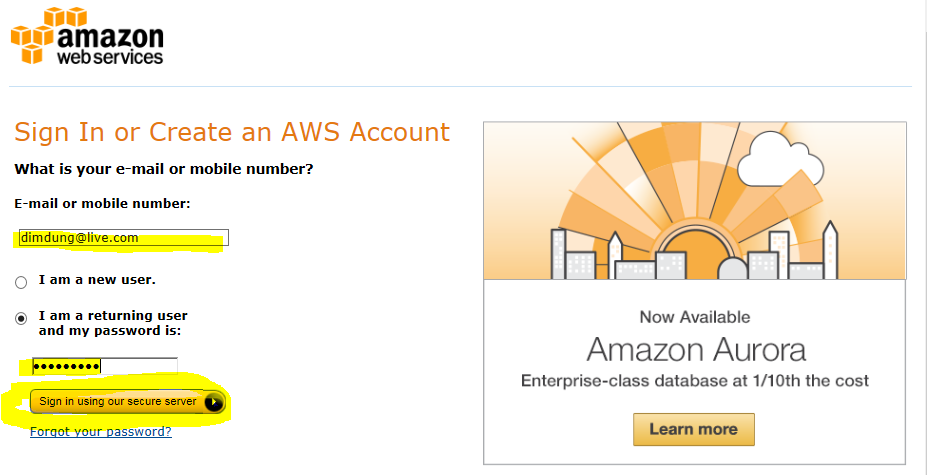 amazon
web services
Sign In or Create an AWS Account
What is your e-mail or mobile number?
E-mail or mobile number:
dimdung@live.com
I am a new user.
I am a returning user
and my password is:
•••••••••
Sign in using our secure server
Forgot your password?
Now Available
Amazon Aurora
Enterprise-class database at 1/10th the cost
Learn more